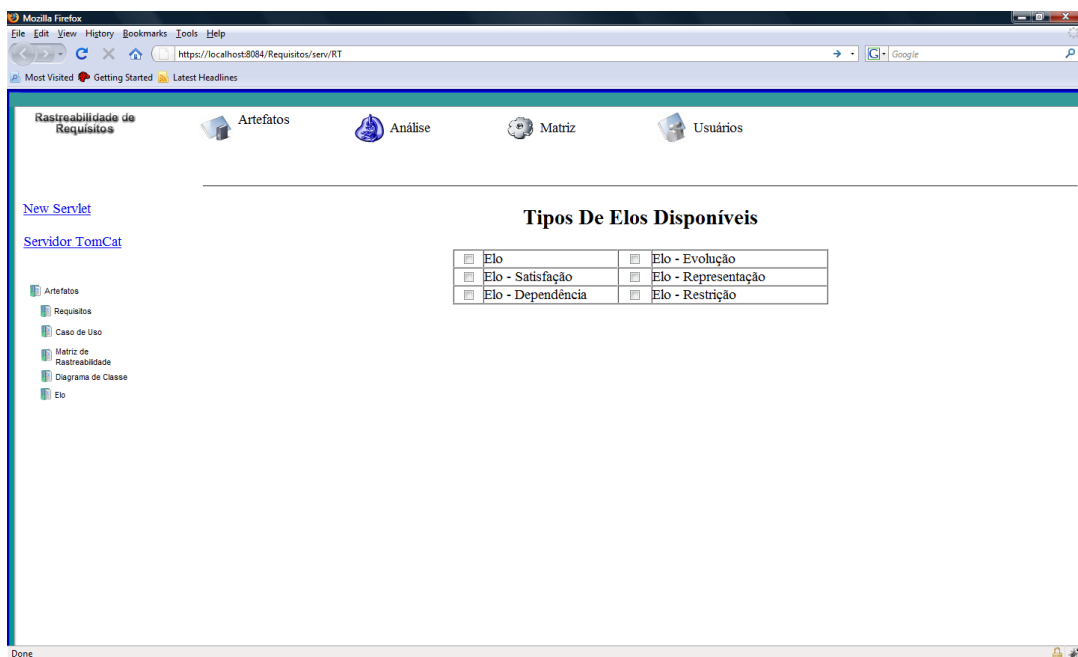 Mozilla Firefox
File Edit View History Bookmarks Tools Help
https://localhost:8084/Requisitos/serv/RT
G Google
Most Visited Getting Started Latest Headlines
Rastreabilidade de
Requisitos
Artefatos
Análise
Matriz
Usuários
New Servlet
Servidor TomCat
Artefatos
Requisitos
Caso de Uso
Matriz de
Rastreabilidade
Diagrama de Classe
Elo
Tipos De Elos Disponíveis
Elo Elo - Evolução
Elo - Satisfação Elo - Representação
Elo - Dependência Elo - Restrição
Done